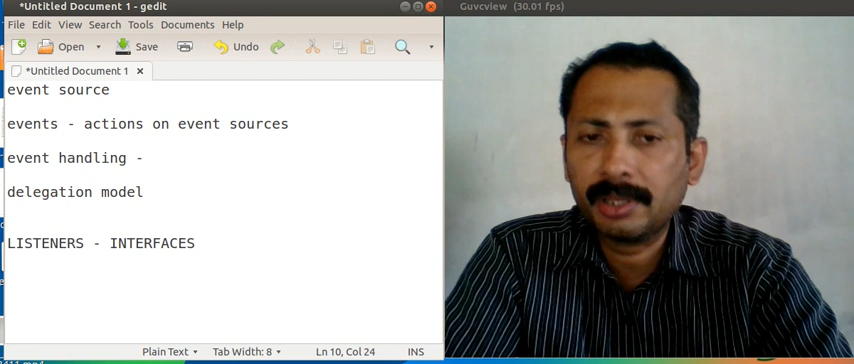 *Untitled Document 1 - gedit
Guvcview (30.01 fps)
File Edit View Search Tools Documents Help
Open Save Undo
*Untitled Document 1
event source
events - actions on event sources
event handling -
delegation model
LISTENERS - INTERFACES
Plain Text Tab Width: 8 Ln 10, Col 24 INS